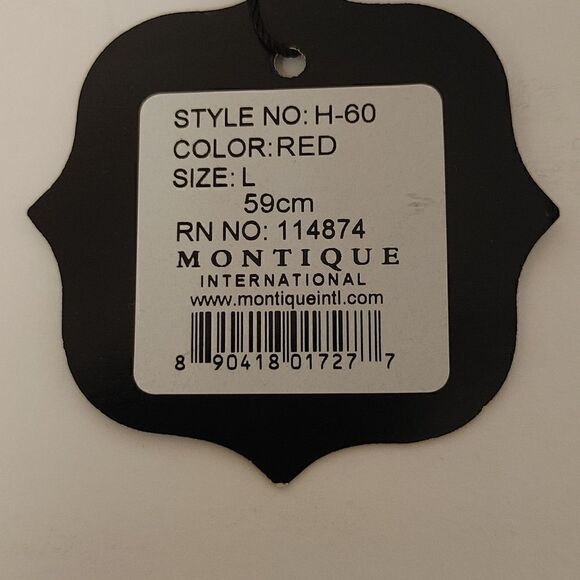 STYLE NO: H-60
COLOR: RED
SIZE: L
59cm
RN NO: 114874
MONTIQUE
INTERNATIONAL
www.montiqueintl.com
8 90418 01727 7